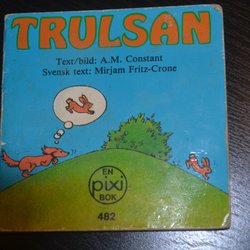 TRULSAN
Text/bild: A.M. Constant
Svensk text: Mirjam Fritz-Crone
EN
pixi
BOK
482